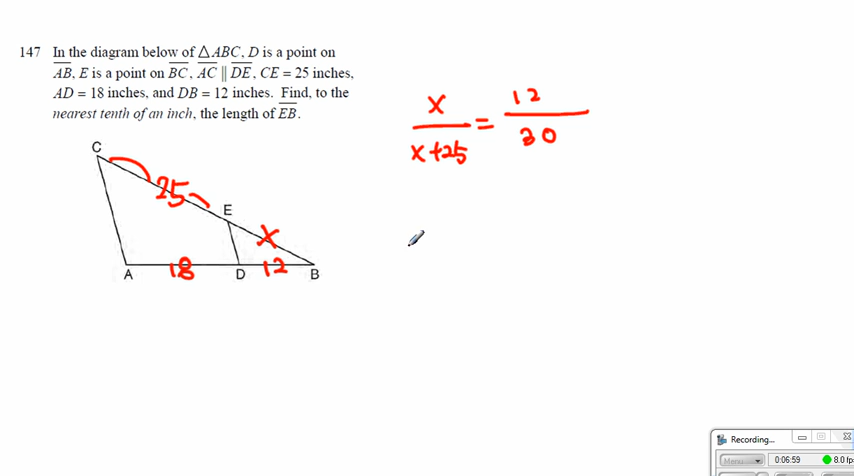 147 In the diagram below of △ABC, D is a point on
AB, E is a point on BC, AC || DE, CE = 25 inches,
AD = 18 inches, and DB = 12 inches. Find, to the
nearest tenth of an inch, the length of EB.
x / x+25 = 12 / 30
C
25
E
x
18
12
A
D
B
Recording...
Menu
0:06:59
8.0 fp